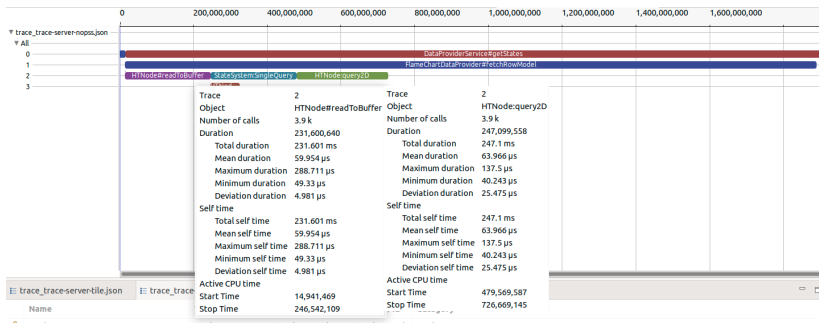 0 200,000,000 400,000,000 600,000,000 800,000,000 1,000,000,000 1,200,000,000 1,400,000,000 1,600,000,000
trace_trace-server-nopss.json
All
0 DataProviderService#getStates
1 FlameChartDataProvider#fetchRowModel
2 HTNode#readToBuffer StateSystem:SingleQuery HTNode:query2D
3
Trace 2
Object HTNode#readToBuffer
Number of calls 3.9 k
Duration 231,600,640
Total duration 231.601 ms
Mean duration 59.954 µs
Maximum duration 288.711 µs
Minimum duration 49.33 µs
Deviation duration 4.981 µs
Self time
Total self time 231.601 ms
Mean self time 59.954 µs
Maximum self time 288.711 µs
Minimum self time 49.33 µs
Deviation self time 4.981 µs
Active CPU time
Start Time 14,941,469
Stop Time 246,542,109
Trace 2
Object HTNode:query2D
Number of calls 3.9 k
Duration 247,099,558
Total duration 247.1 ms
Mean duration 63.966 µs
Maximum duration 137.5 µs
Minimum duration 40.243 µs
Deviation duration 25.475 µs
Self time
Total self time 247.1 ms
Mean self time 63.966 µs
Maximum self time 137.5 µs
Minimum self time 40.243 µs
Deviation self time 25.475 µs
Active CPU time
Start Time 479,569,587
Stop Time 726,669,145
trace_trace-server-tile.json trace_trace
Name